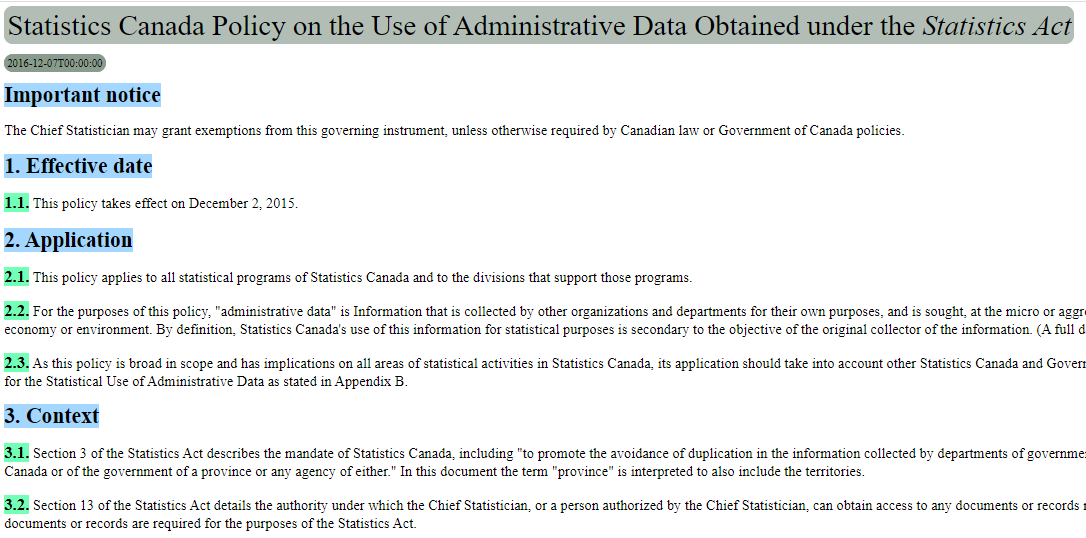 Statistics Canada Policy on the Use of Administrative Data Obtained under the Statistics Act
2016-12-07T00:00:00
Important notice
The Chief Statistician may grant exemptions from this governing instrument, unless otherwise required by Canadian law or Government of Canada policies.
1. Effective date
1.1. This policy takes effect on December 2, 2015.
2. Application
2.1. This policy applies to all statistical programs of Statistics Canada and to the divisions that support those programs.
2.2. For the purposes of this policy, "administrative data" is Information that is collected by other organizations and departments for their own purposes, and is sought, at the micro or aggre
economy or environment. By definition, Statistics Canada's use of this information for statistical purposes is secondary to the objective of the original collector of the information. (A full d
2.3. As this policy is broad in scope and has implications on all areas of statistical activities in Statistics Canada, its application should take into account other Statistics Canada and Govern
for the Statistical Use of Administrative Data as stated in Appendix B.
3. Context
3.1. Section 3 of the Statistics Act describes the mandate of Statistics Canada, including "to promote the avoidance of duplication in the information collected by departments of governme
Canada or of the government of a province or any agency of either." In this document the term "province" is interpreted to also include the territories.
3.2. Section 13 of the Statistics Act details the authority under which the Chief Statistician, or a person authorized by the Chief Statistician, can obtain access to any documents or records
documents or records are required for the purposes of the Statistics Act.